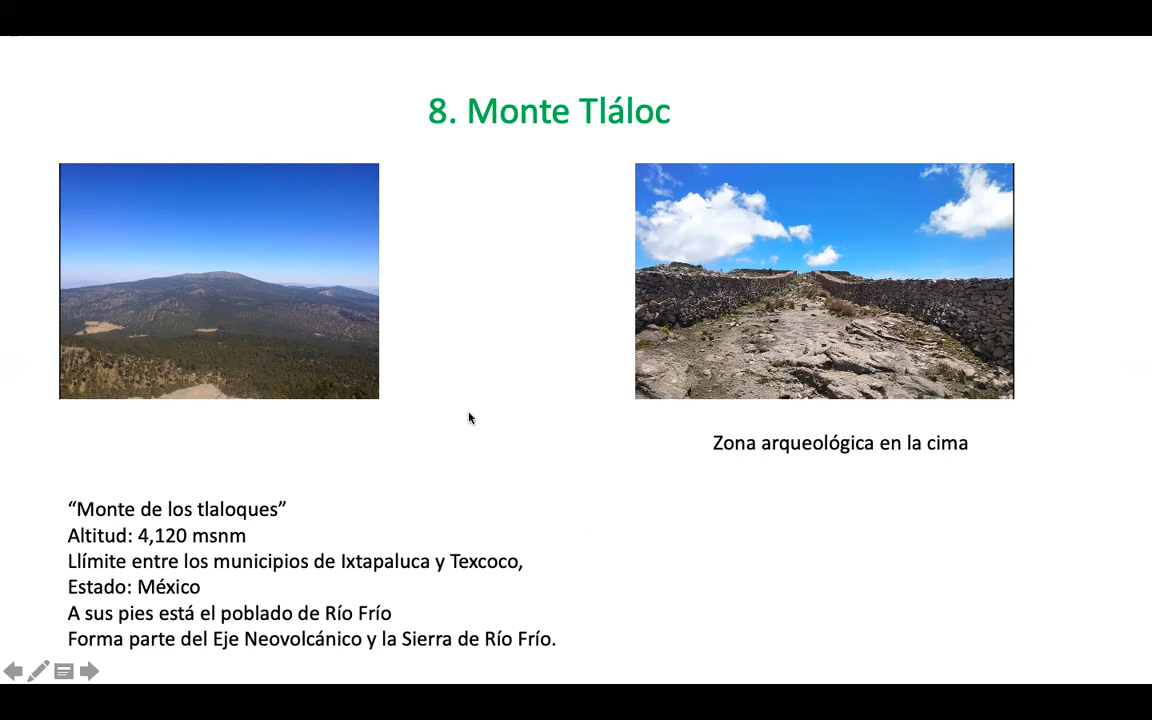 8. Monte Tláloc
Zona arqueológica en la cima
“Monte de los tlaloques”
Altitud: 4,120 msnm
Llímite entre los municipios de Ixtapaluca y Texcoco,
Estado: México
A sus pies está el poblado de Río Frío
Forma parte del Eje Neovolcánico y la Sierra de Río Frío.